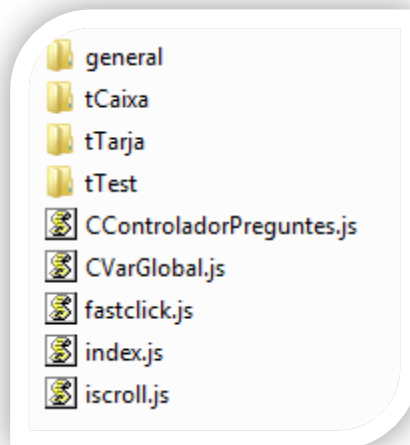 general
tCaixa
tTarja
tTest
CControladorPreguntes.js
CVarGlobal.js
fastclick.js
index.js
iscroll.js